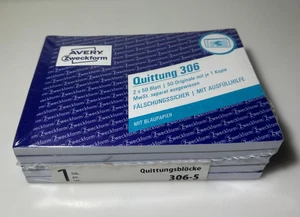 AVERY
Zweckform
Quittung 306
2 x 50 Blatt | 50 Originale mit je 1 Kopie
MwSt. separat ausgewiesen
FÄLSCHUNGSSICHER | MIT AUSFÜLLHILFE
MIT BLAUPAPIER
1
Quittungsblöcke
306-5